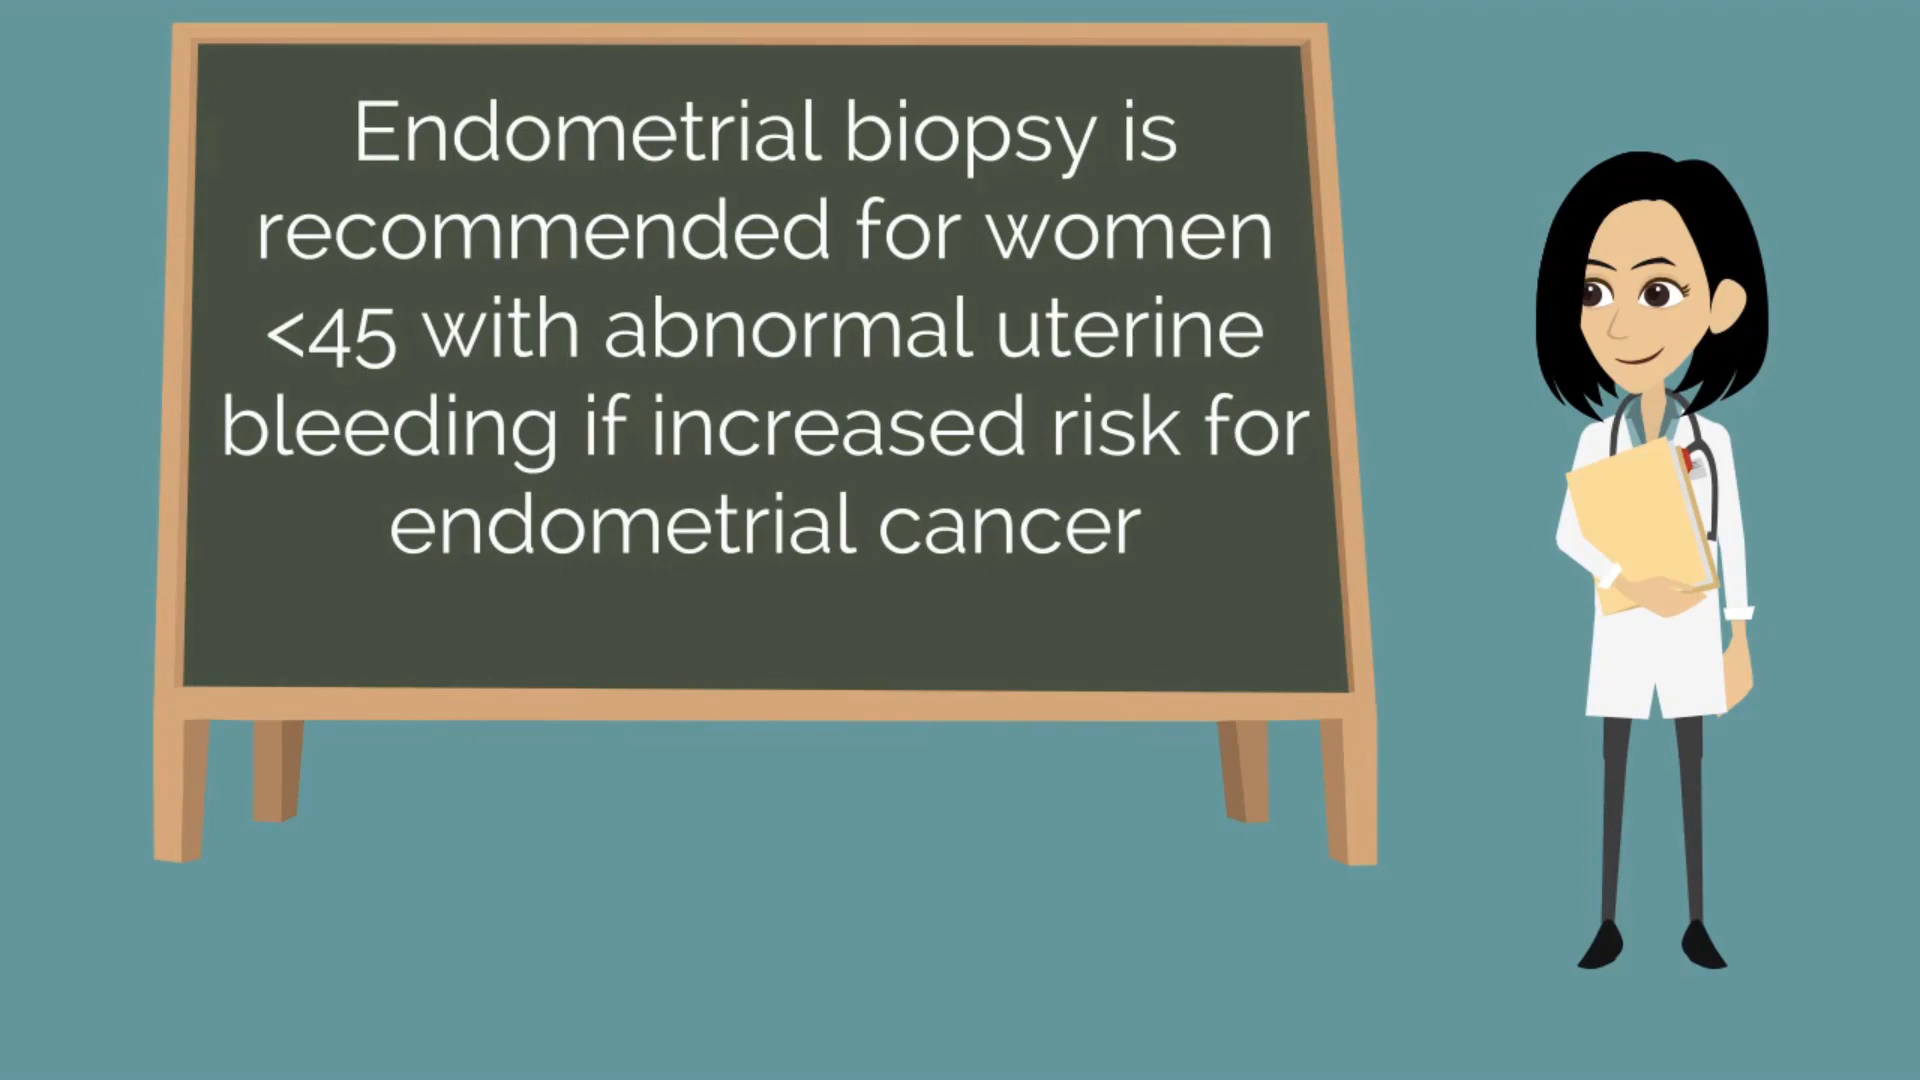 Endometrial biopsy is
recommended for women
<45 with abnormal uterine
bleeding if increased risk for
endometrial cancer